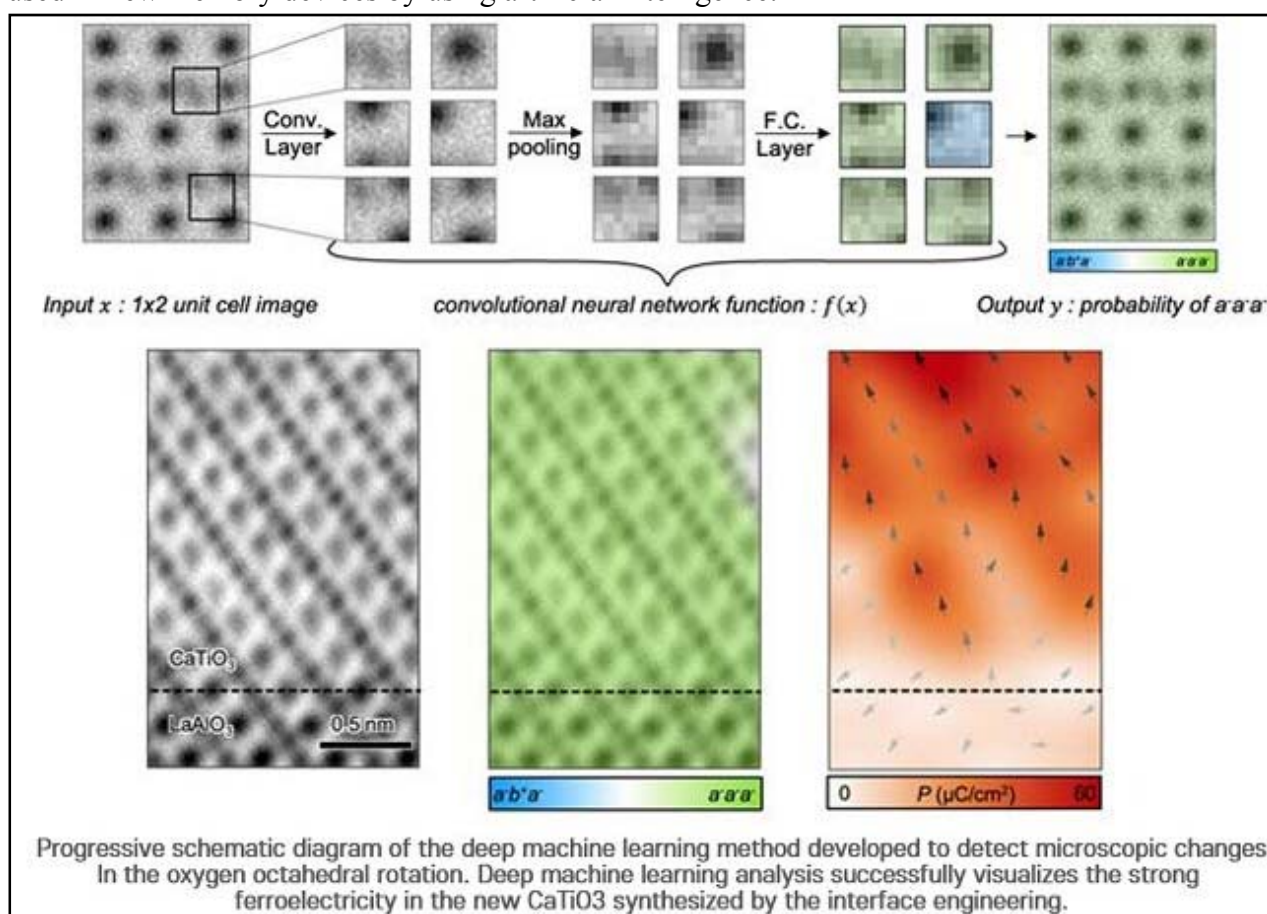 Conv.
Layer
Max
pooling
F.C.
Layer
a⁻b⁺a⁻ a⁻a⁻a⁻
Input x : 1x2 unit cell image convolutional neural network function : f(x) Output y : probability of a⁻a⁻a⁻
CaTiO₃
LaAlO₃
0.5 nm
a⁻b⁺a⁻ a⁻a⁻a⁻
0 P (μC/cm²) 60
Progressive schematic diagram of the deep machine learning method developed to detect microscopic changes
In the oxygen octahedral rotation. Deep machine learning analysis successfully visualizes the strong
ferroelectricity in the new CaTiO3 synthesized by the interface engineering.